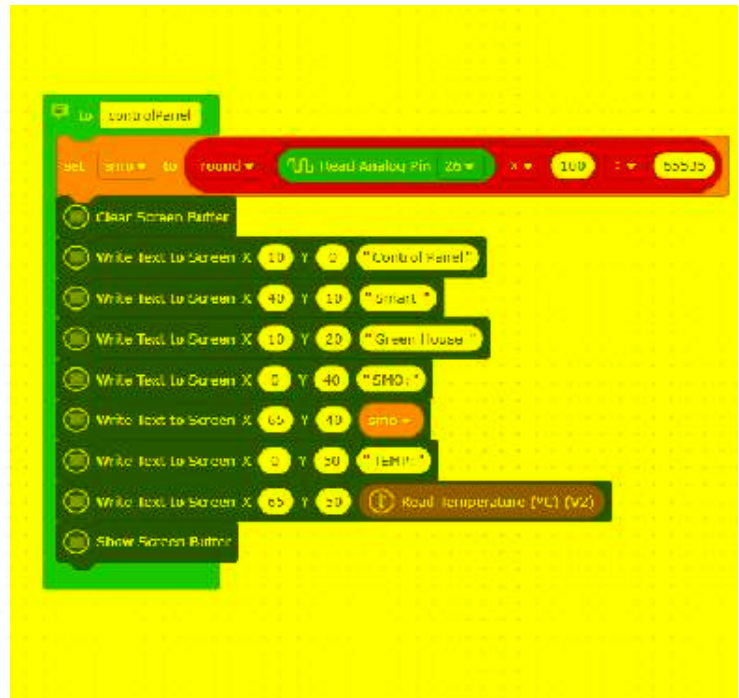 to controlPanel
set smo to round Read Analog Pin 26 x 100 ÷ 65535
Clear Screen Buffer
Write Text to Screen X 10 Y 0 "Control Panel"
Write Text to Screen X 40 Y 10 "Smart "
Write Text to Screen X 10 Y 20 "Green House "
Write Text to Screen X 0 Y 40 "SMO:"
Write Text to Screen X 65 Y 40 smo
Write Text to Screen X 0 Y 50 "TEMP:"
Write Text to Screen X 65 Y 50 Read Temperature (°C) (V2)
Show Screen Buffer